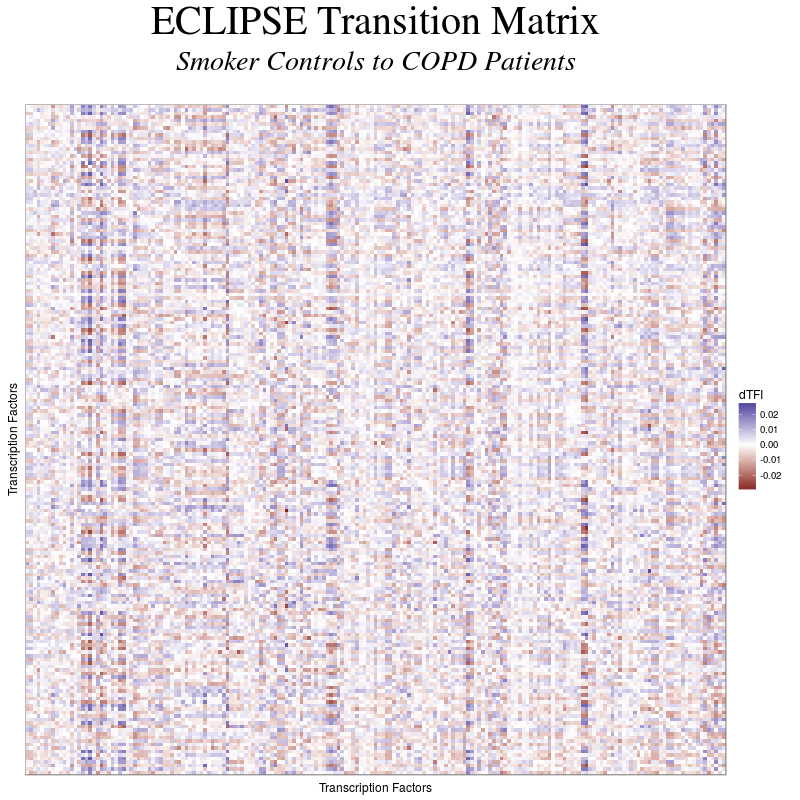 ECLIPSE Transition Matrix
Smoker Controls to COPD Patients
Transcription Factors
dTFI
0.02
0.01
0.00
-0.01
-0.02
Transcription Factors